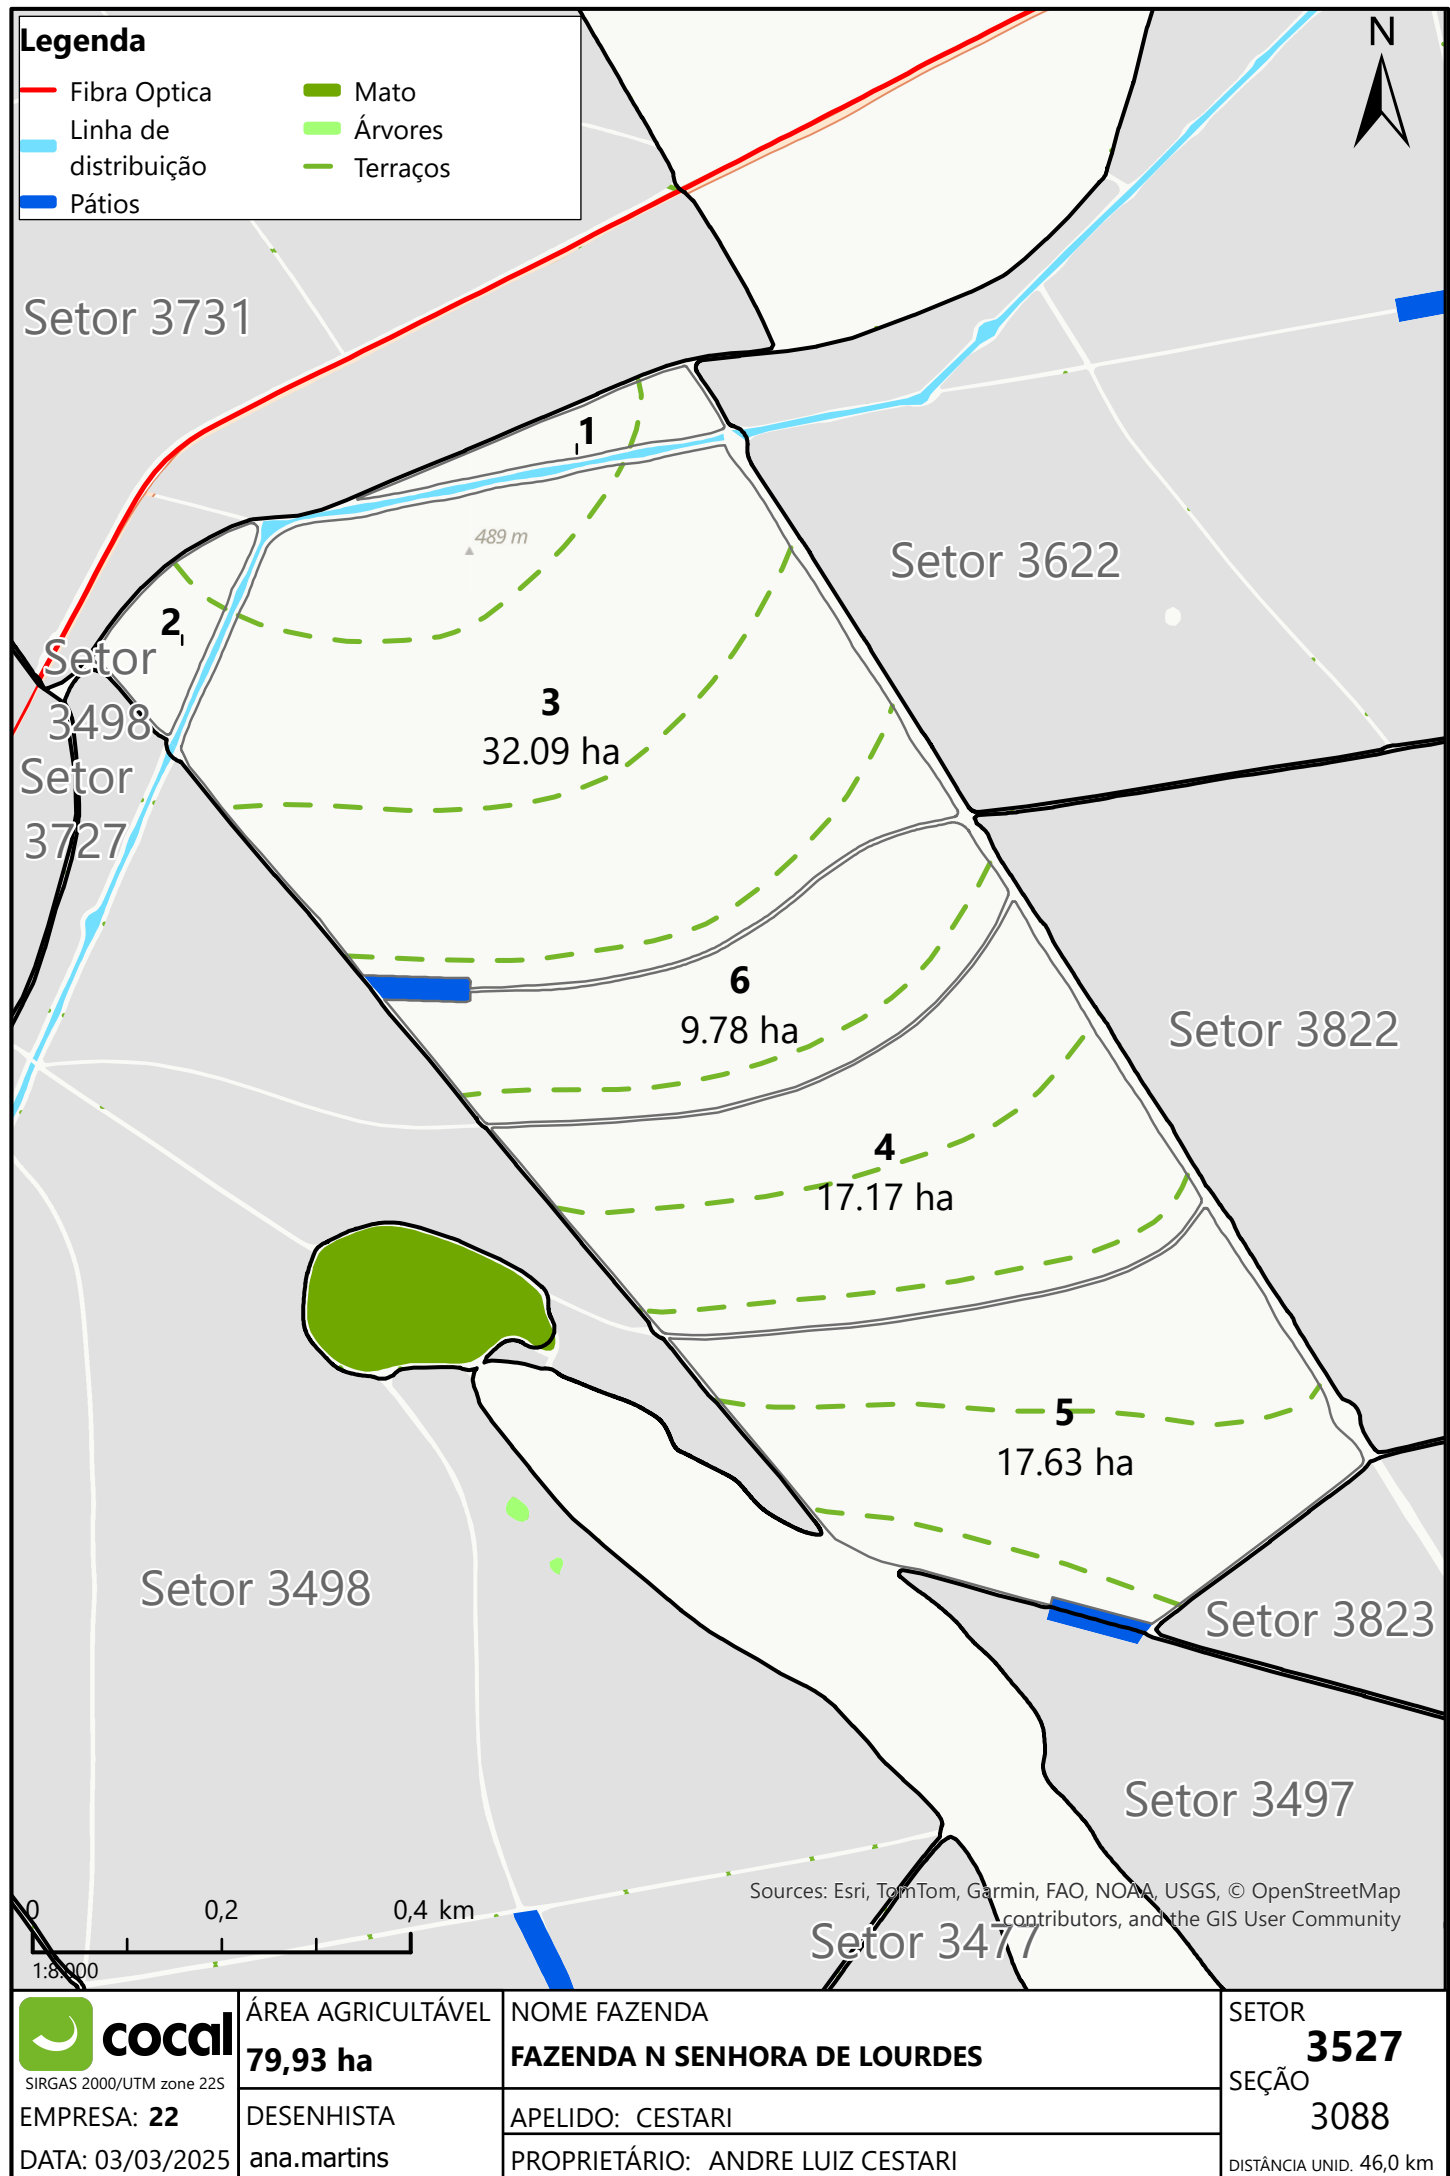 Legenda
Fibra Optica
Linha de
distribuição
Pátios
Mato
Árvores
Terraços
N
Setor 3731
1
489 m
Setor 3622
2
Setor
3498
3
32.09 ha
Setor
3727
6
9.78 ha
Setor 3822
4
17.17 ha
5
17.63 ha
Setor 3498
Setor 3823
Setor 3497
Sources: Esri, TomTom, Garmin, FAO, NOAA, USGS, © OpenStreetMap
contributors, and the GIS User Community
Setor 3477
0 0,2 0,4 km
1:8.000
cocal
SIRGAS 2000/UTM zone 22S
EMPRESA: 22
DATA: 03/03/2025
ÁREA AGRICULTÁVEL
79,93 ha
DESENHISTA
ana.martins
NOME FAZENDA
FAZENDA N SENHORA DE LOURDES
APELIDO: CESTARI
PROPRIETÁRIO: ANDRE LUIZ CESTARI
SETOR
3527
SEÇÃO
3088
DISTÂNCIA UNID. 46,0 km